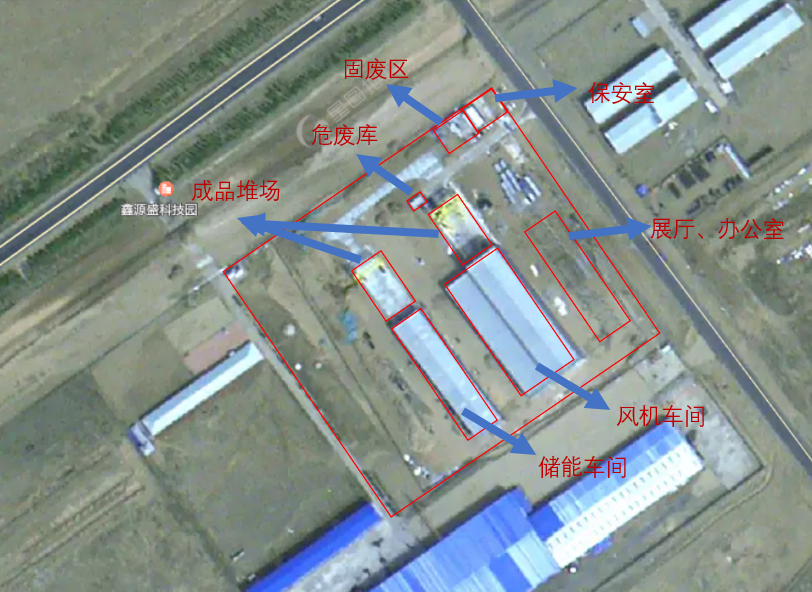 固废区
保安室
危废库
成品堆场
鑫源盛科技园
展厅、办公室
风机车间
储能车间